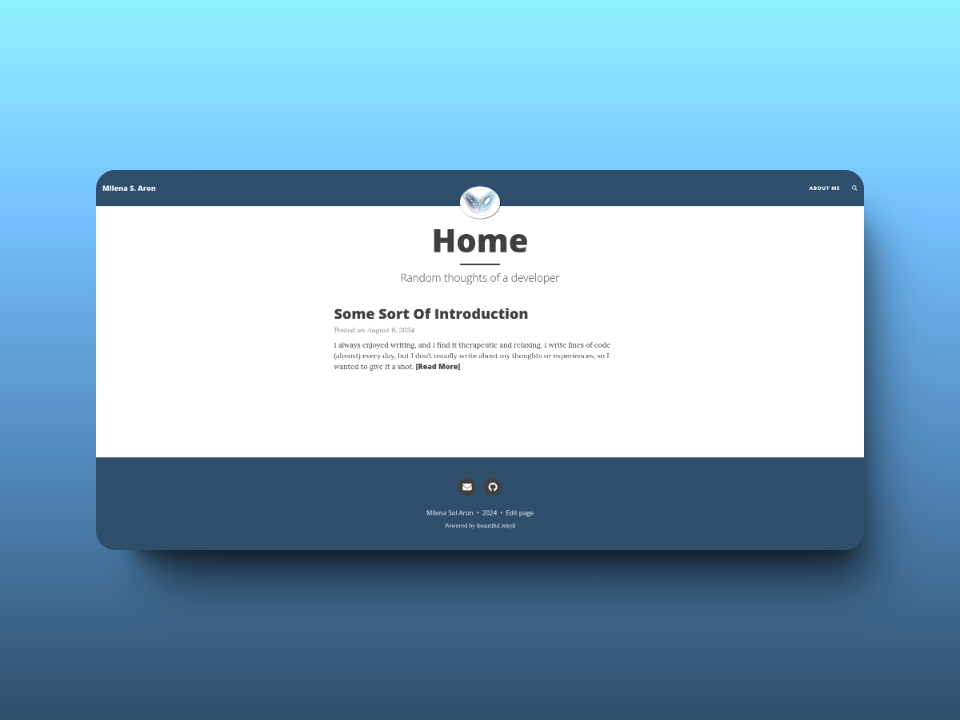 Milena S. Aron
ABOUT ME
Home
Random thoughts of a developer
Some Sort Of Introduction
Posted on August 6, 2024
I always enjoyed writing, and I find it therapeutic and relaxing. I write lines of code
(almost) every day, but I don't usually write about my thoughts or experiences, so I
wanted to give it a shot. [Read More]
Milena Sol Aron • 2024 • Edit page
Powered by Beautiful Jekyll